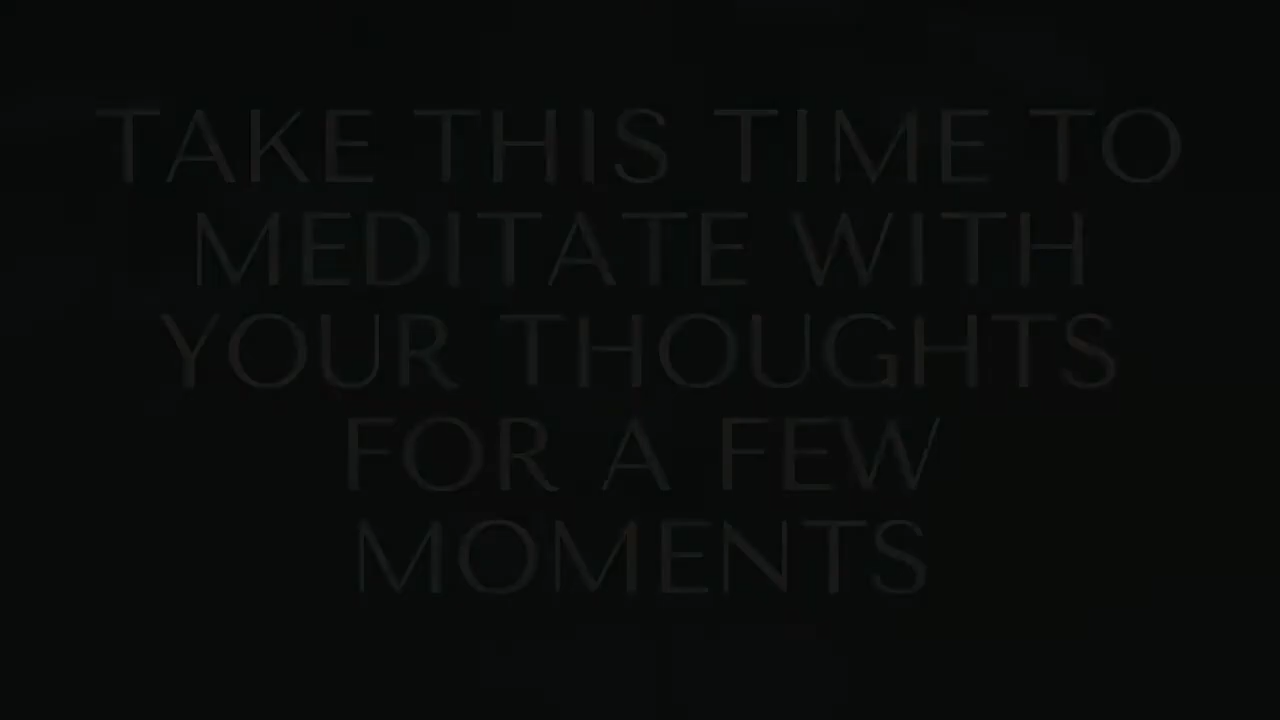 TAKE THIS TIME TO
MEDITATE WITH
YOUR THOUGHTS
FOR A FEW
MOMENTS